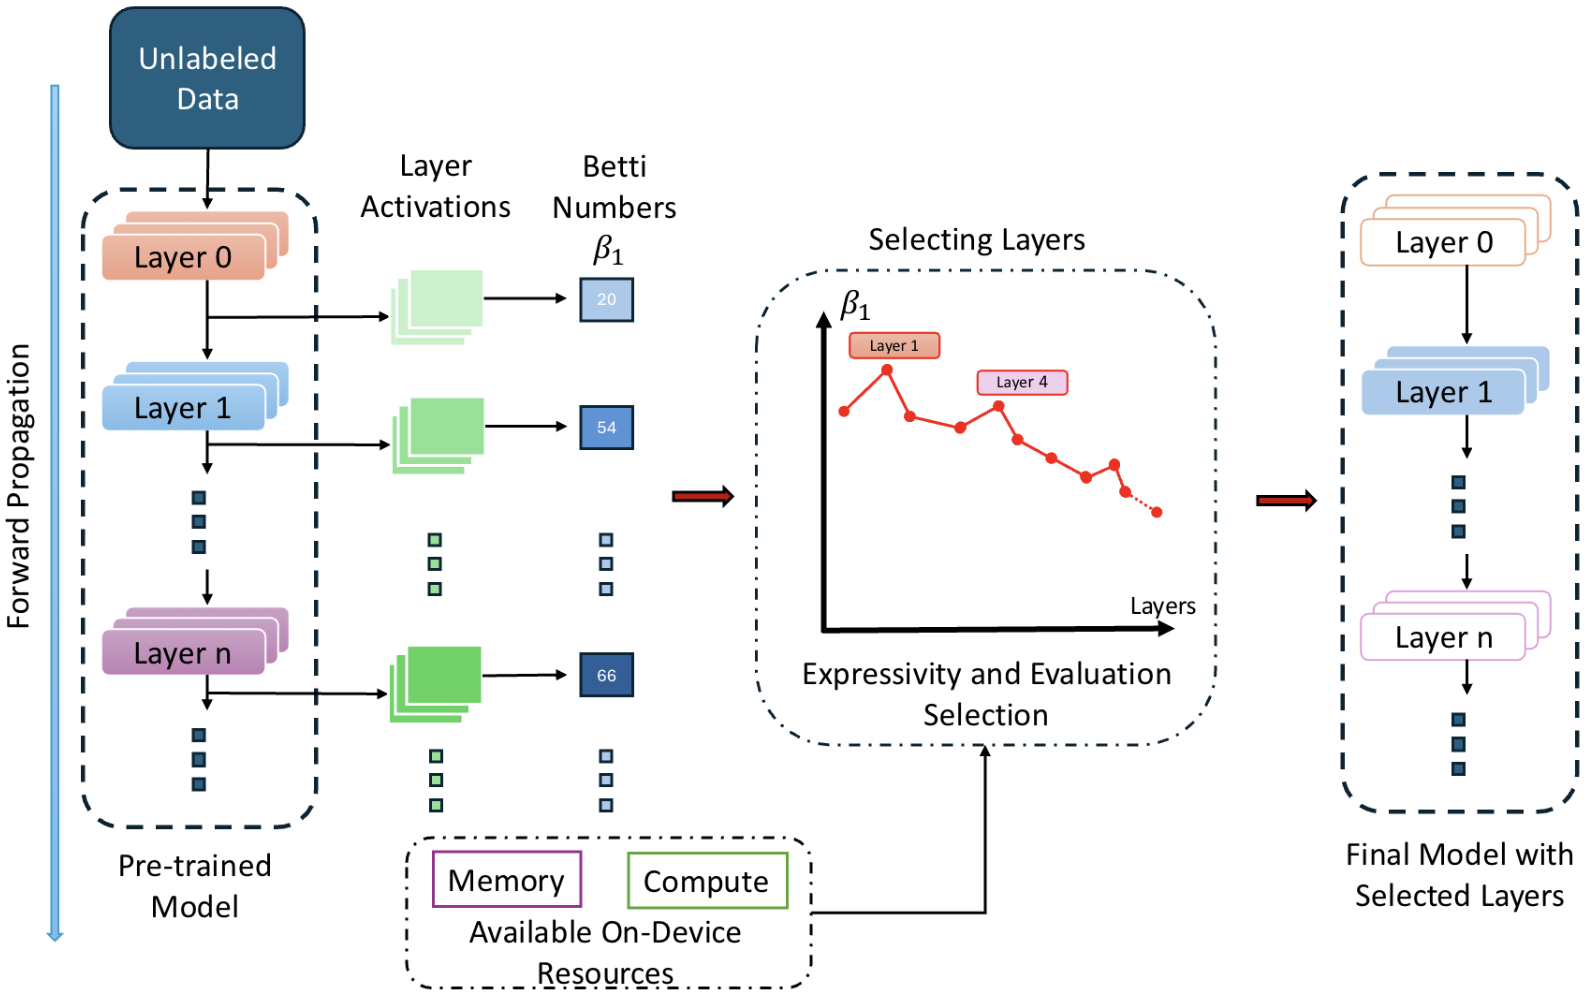 Unlabeled
Data
Forward Propagation
Layer 0
Layer 1
Layer n
Pre-trained
Model
Layer
Activations
Betti
Numbers
β₁
20
54
66
Selecting Layers
β₁
Layer 1
Layer 4
Layers
Expressivity and Evaluation
Selection
Memory
Compute
Available On-Device
Resources
Layer 0
Layer 1
Layer n
Final Model with
Selected Layers